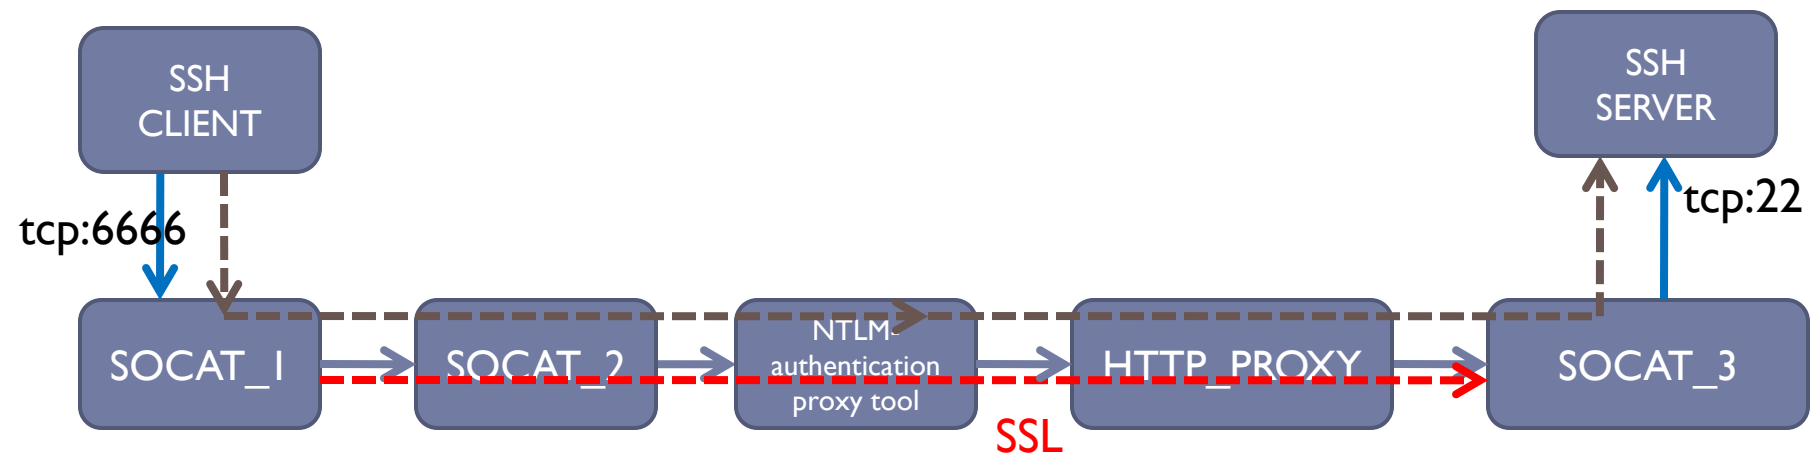 SSH
CLIENT
SSH
SERVER
tcp:6666
tcp:22
SOCAT_1
SOCAT_2
NTLM-
authentication
proxy tool
HTTP_PROXY
SOCAT_3
SSL